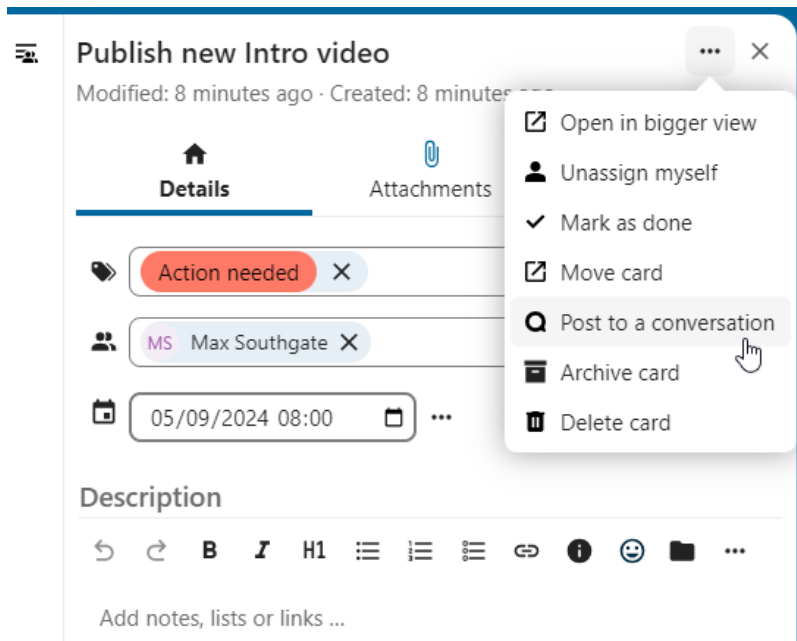 Publish new Intro video
Modified: 8 minutes ago · Created: 8 minutes ago
Open in bigger view
Unassign myself
Mark as done
Move card
Post to a conversation
Archive card
Delete card
Details
Attachments
Action needed
MS Max Southgate
05/09/2024 08:00
Description
B I H1
Add notes, lists or links ...